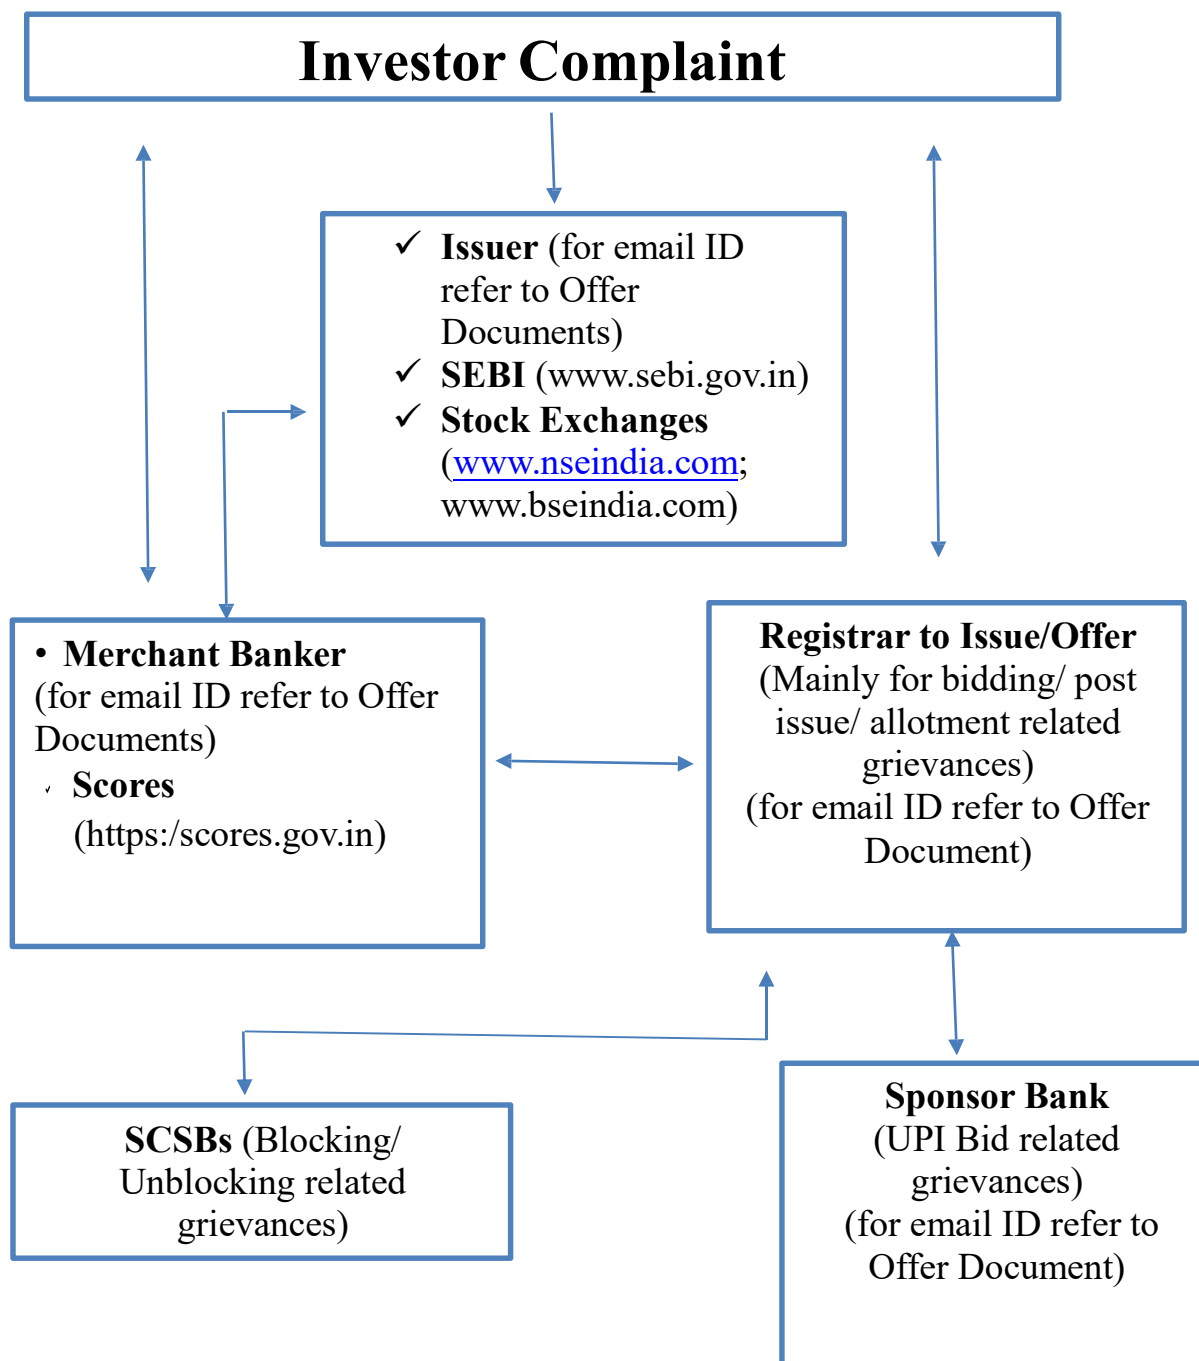 Investor Complaint
✓ Issuer (for email ID
refer to Offer
Documents)
✓ SEBI (www.sebi.gov.in)
✓ Stock Exchanges
(www.nseindia.com;
www.bseindia.com)
• Merchant Banker
(for email ID refer to Offer
Documents)
✓ Scores
(https:/scores.gov.in)
Registrar to Issue/Offer
(Mainly for bidding/ post
issue/ allotment related
grievances)
(for email ID refer to Offer
Document)
SCSBs (Blocking/
Unblocking related
grievances)
Sponsor Bank
(UPI Bid related
grievances)
(for email ID refer to
Offer Document)